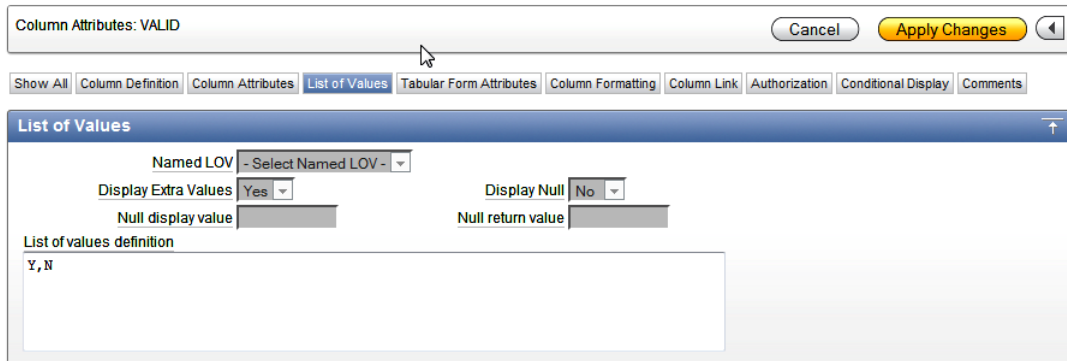 Column Attributes: VALID Cancel Apply Changes
Show All Column Definition Column Attributes List of Values Tabular Form Attributes Column Formatting Column Link Authorization Conditional Display Comments
List of Values
Named LOV - Select Named LOV -
Display Extra Values Yes Display Null No
Null display value Null return value
List of values definition
Y,N